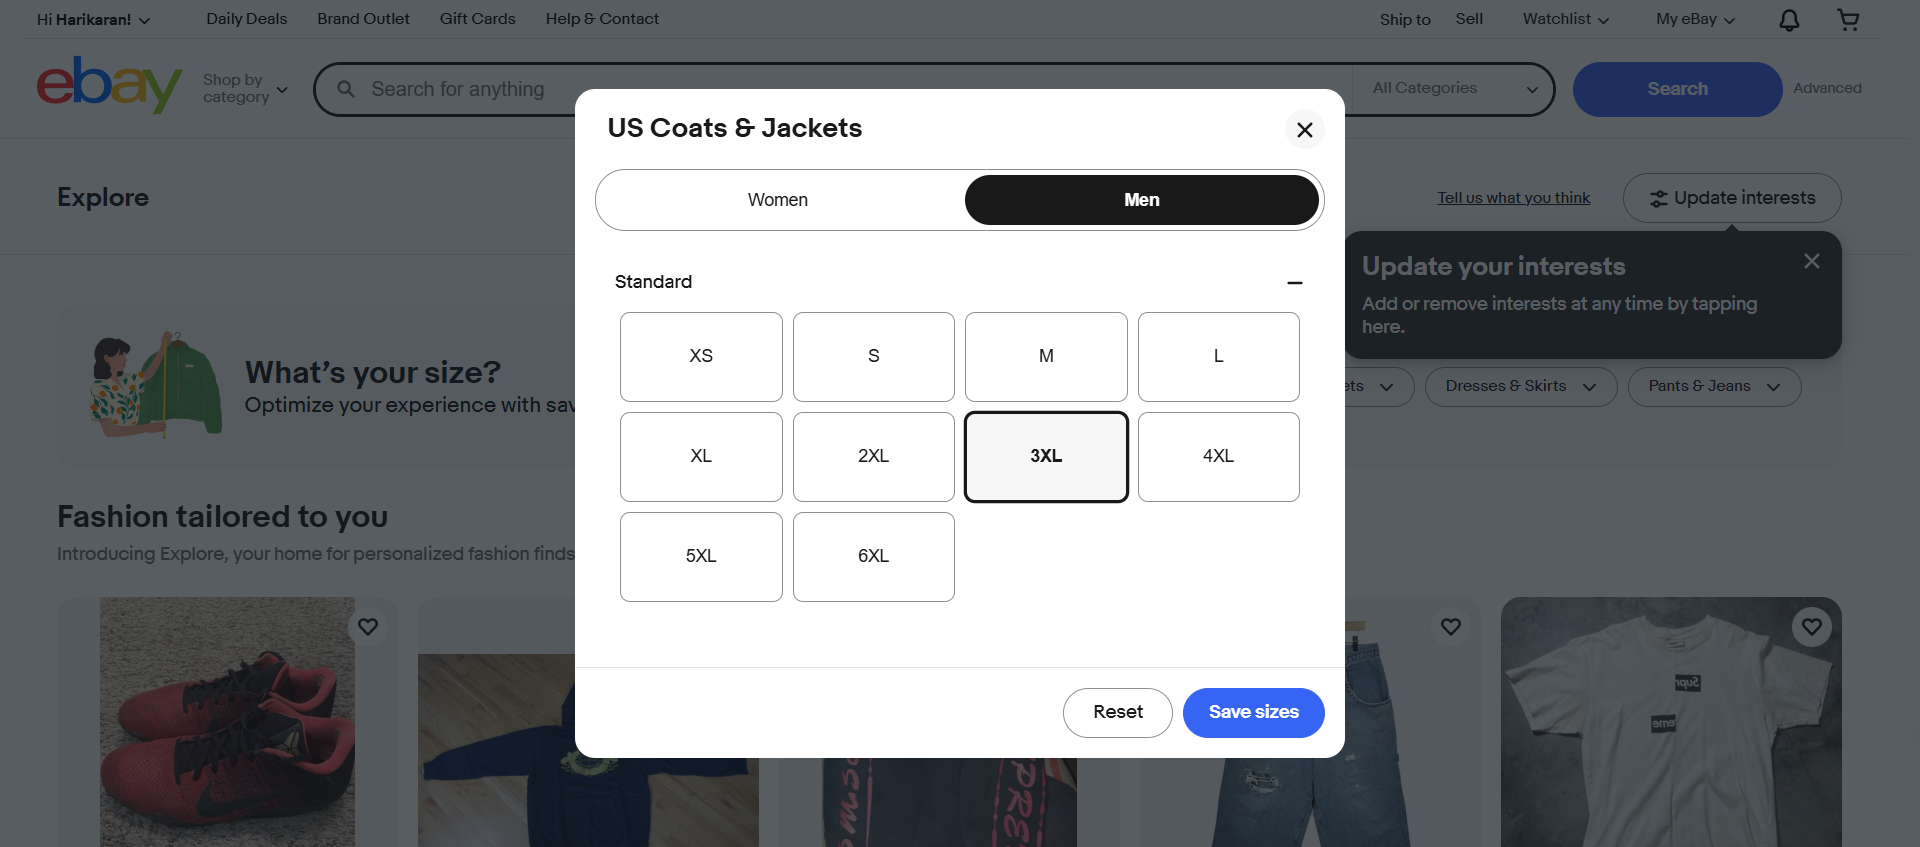 Hi Harikaran!
Daily Deals
Brand Outlet
Gift Cards
Help & Contact
Ship to
Sell
Watchlist
My eBay
ebay
Shop by
category
Search for anything
All Categories
Search
Advanced
US Coats & Jackets
Women
Men
Explore
Tell us what you think
Update interests
Update your interests
Add or remove interests at any time by tapping
here.
Standard
XS
S
M
L
XL
2XL
3XL
4XL
5XL
6XL
What's your size?
Optimize your experience with sav
ets
Dresses & Skirts
Pants & Jeans
Fashion tailored to you
Introducing Explore, your home for personalized fashion finds
Reset
Save sizes